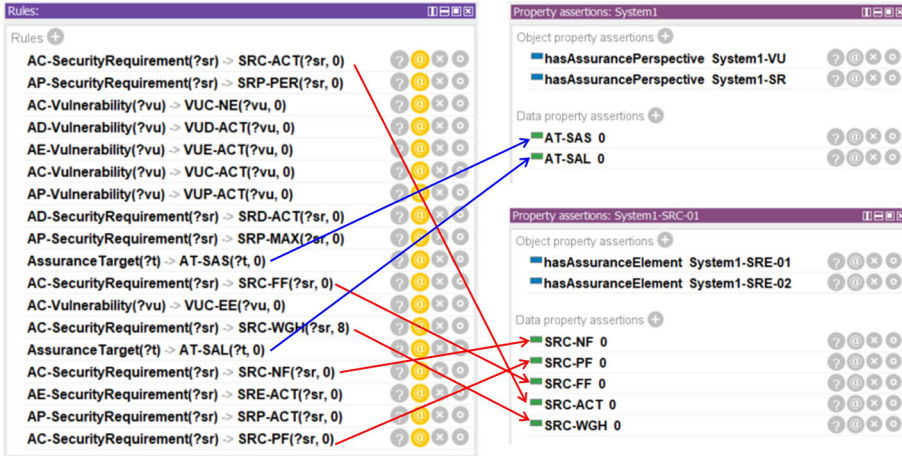 Rules:
Rules
AC-SecurityRequirement(?sr) -> SRC-ACT(?sr, 0)
AP-SecurityRequirement(?sr) -> SRP-PER(?sr, 0)
AC-Vulnerability(?vu) -> VUC-NE(?vu, 0)
AD-Vulnerability(?vu) -> VUD-ACT(?vu, 0)
AE-Vulnerability(?vu) -> VUE-ACT(?vu, 0)
AC-Vulnerability(?vu) -> VUC-ACT(?vu, 0)
AP-Vulnerability(?vu) -> VUP-ACT(?vu, 0)
AD-SecurityRequirement(?sr) -> SRD-ACT(?sr, 0)
AP-SecurityRequirement(?sr) -> SRP-MAX(?sr, 0)
AssuranceTarget(?t) -> AT-SAS(?t, 0)
AC-SecurityRequirement(?sr) -> SRC-FF(?sr, 0)
AC-Vulnerability(?vu) -> VUC-EE(?vu, 0)
AC-SecurityRequirement(?sr) -> SRC-WGH(?sr, 8)
AssuranceTarget(?t) -> AT-SAL(?t, 0)
AC-SecurityRequirement(?sr) -> SRC-NF(?sr, 0)
AE-SecurityRequirement(?sr) -> SRE-ACT(?sr, 0)
AP-SecurityRequirement(?sr) -> SRP-ACT(?sr, 0)
AC-SecurityRequirement(?sr) -> SRC-PF(?sr, 0)
Property assertions: System1
Object property assertions
hasAssurancePerspective System1-VU
hasAssurancePerspective System1-SR
Data property assertions
AT-SAS 0
AT-SAL 0
Property assertions: System1-SRC-01
Object property assertions
hasAssuranceElement System1-SRE-01
hasAssuranceElement System1-SRE-02
Data property assertions
SRC-NF 0
SRC-PF 0
SRC-FF 0
SRC-ACT 0
SRC-WGH 0